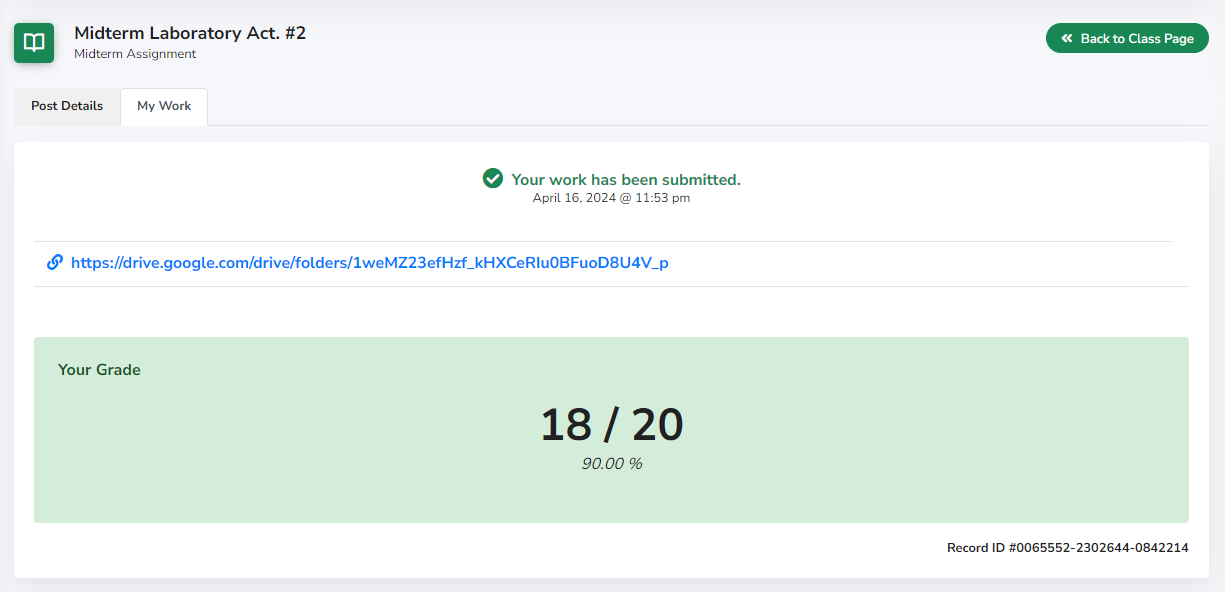 Midterm Laboratory Act. #2
Midterm Assignment
Back to Class Page
Post Details
My Work
Your work has been submitted.
April 16, 2024 @ 11:53 pm
https://drive.google.com/drive/folders/1weMZ23efHzf_kHXCeRIu0BFuoD8U4V_p
Your Grade
18 / 20
90.00 %
Record ID #0065552-2302644-0842214